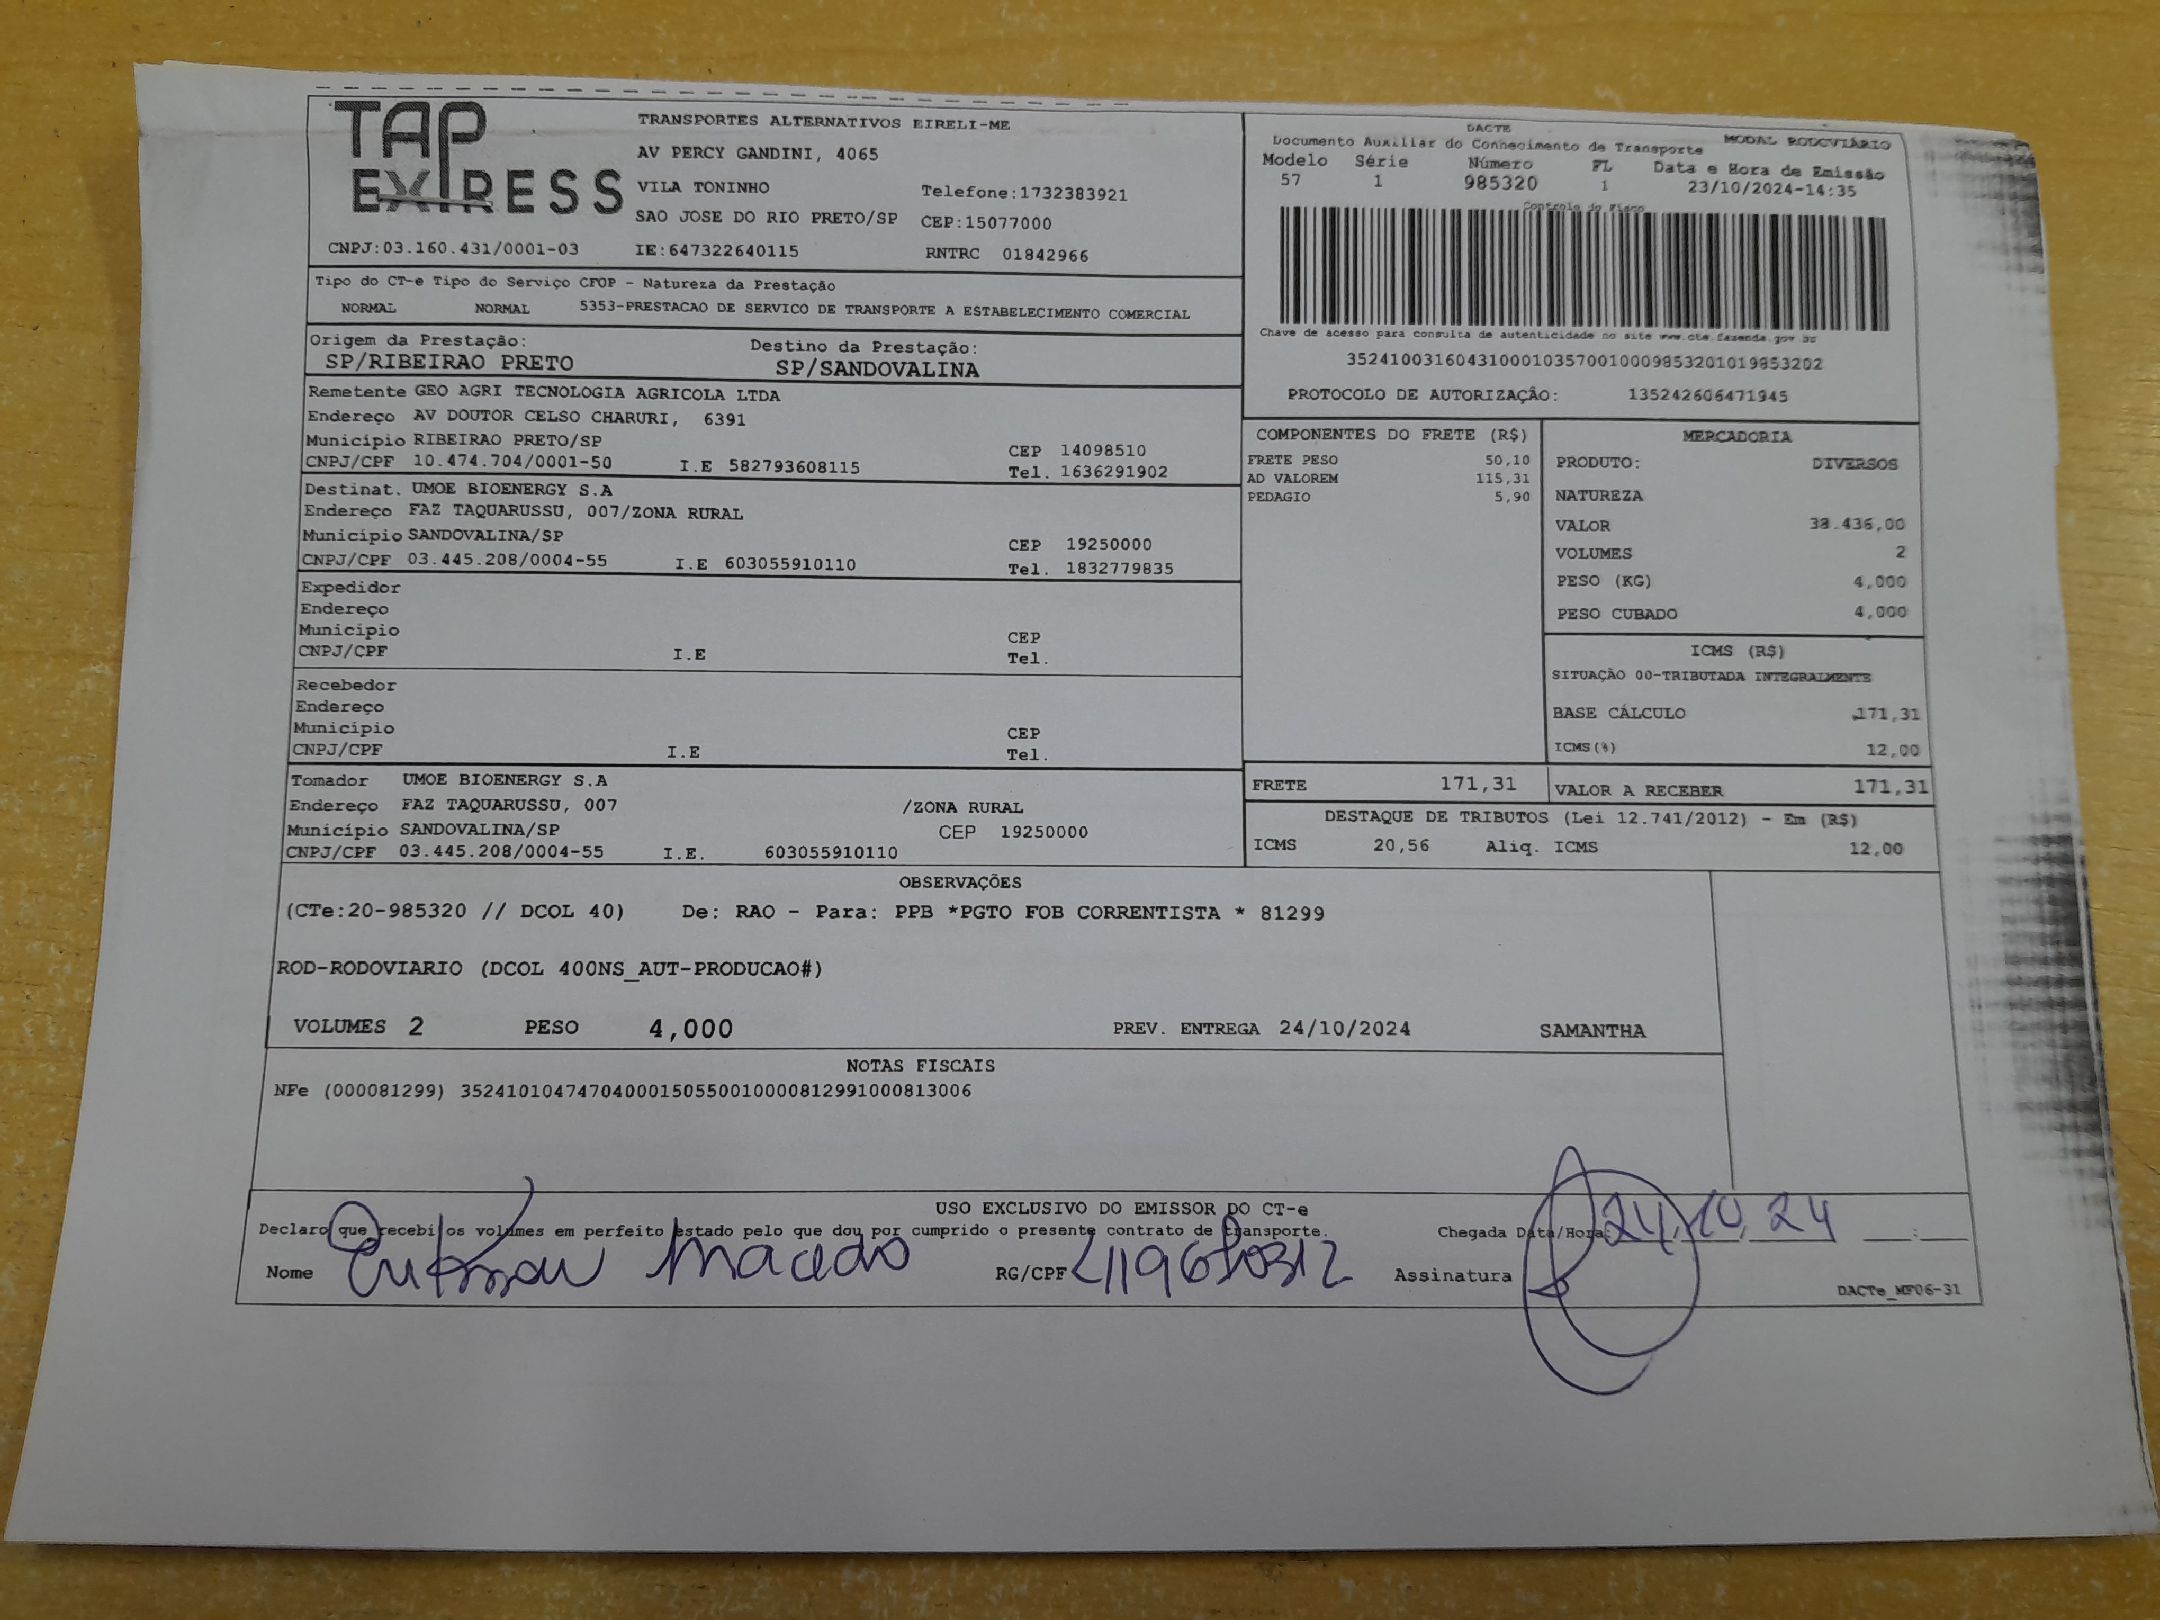 TAP
EXPRESS
TRANSPORTES ALTERNATIVOS EIRELI-ME
AV PERCY GANDINI, 4065
VILA TONINHO Telefone:1732383921
SAO JOSE DO RIO PRETO/SP CEP:15077000
CNPJ:03.160.431/0001-03 IE:647322640115 RNTRC 01842966
DACTE
Documento Auxiliar do Conhecimento de Transporte MODAL RODOVIÁRIO
Modelo Série Número FL Data e Hora de Emissão
57 1 985320 1 23/10/2024-14:35
Controle do Fisco
Chave de acesso para consulta de autenticidade no site www.cte.fazenda.gov.br
35241003160431000103570010009853201019853202
PROTOCOLO DE AUTORIZAÇÃO: 135242606471945
Tipo do CT-e Tipo do Serviço CFOP - Natureza da Prestação
NORMAL NORMAL 5353-PRESTACAO DE SERVICO DE TRANSPORTE A ESTABELECIMENTO COMERCIAL
Origem da Prestação: Destino da Prestação:
SP/RIBEIRAO PRETO SP/SANDOVALINA
Remetente GEO AGRI TECNOLOGIA AGRICOLA LTDA
Endereço AV DOUTOR CELSO CHARURI, 6391
Município RIBEIRAO PRETO/SP CEP 14098510
CNPJ/CPF 10.474.704/0001-50 I.E 582793608115 Tel. 1636291902
Destinat. UMOE BIOENERGY S.A
Endereço FAZ TAQUARUSSU, 007/ZONA RURAL
Município SANDOVALINA/SP CEP 19250000
CNPJ/CPF 03.445.208/0004-55 I.E 603055910110 Tel. 1832779835
Expedidor
Endereço
Município CEP
CNPJ/CPF I.E Tel.
Recebedor
Endereço
Município CEP
CNPJ/CPF I.E Tel.
Tomador UMOE BIOENERGY S.A
Endereço FAZ TAQUARUSSU, 007 /ZONA RURAL
Município SANDOVALINA/SP CEP 19250000
CNPJ/CPF 03.445.208/0004-55 I.E. 603055910110
COMPONENTES DO FRETE (R$)
FRETE PESO 50,10
AD VALOREM 115,31
PEDAGIO 5,90
MERCADORIA
PRODUTO: DIVERSOS
NATUREZA
VALOR 38.436,00
VOLUMES 2
PESO (KG) 4,000
PESO CUBADO 4,000
ICMS (R$)
SITUAÇÃO 00-TRIBUTADA INTEGRALMENTE
BASE CÁLCULO 171,31
ICMS(%) 12,00
FRETE 171,31 VALOR A RECEBER 171,31
DESTAQUE DE TRIBUTOS (Lei 12.741/2012) - Em (R$)
ICMS 20,56 Aliq. ICMS 12,00
OBSERVAÇÕES
(CTe:20-985320 // DCOL 40) De: RAO - Para: PPB *PGTO FOB CORRENTISTA * 81299
ROD-RODOVIARIO (DCOL 400NS_AUT-PRODUCAO#)
VOLUMES 2 PESO 4,000 PREV. ENTREGA 24/10/2024 SAMANTHA
NOTAS FISCAIS
NFe (000081299) 35241010474704000150550010000812991000813006
USO EXCLUSIVO DO EMISSOR DO CT-e
Declaro que recebi os volumes em perfeito estado pelo que dou por cumprido o presente contrato de transporte. Chegada Data/Hora: 24,10,24 __:__
Nome Macedo RG/CPF Assinatura
DACTe_MF06-31